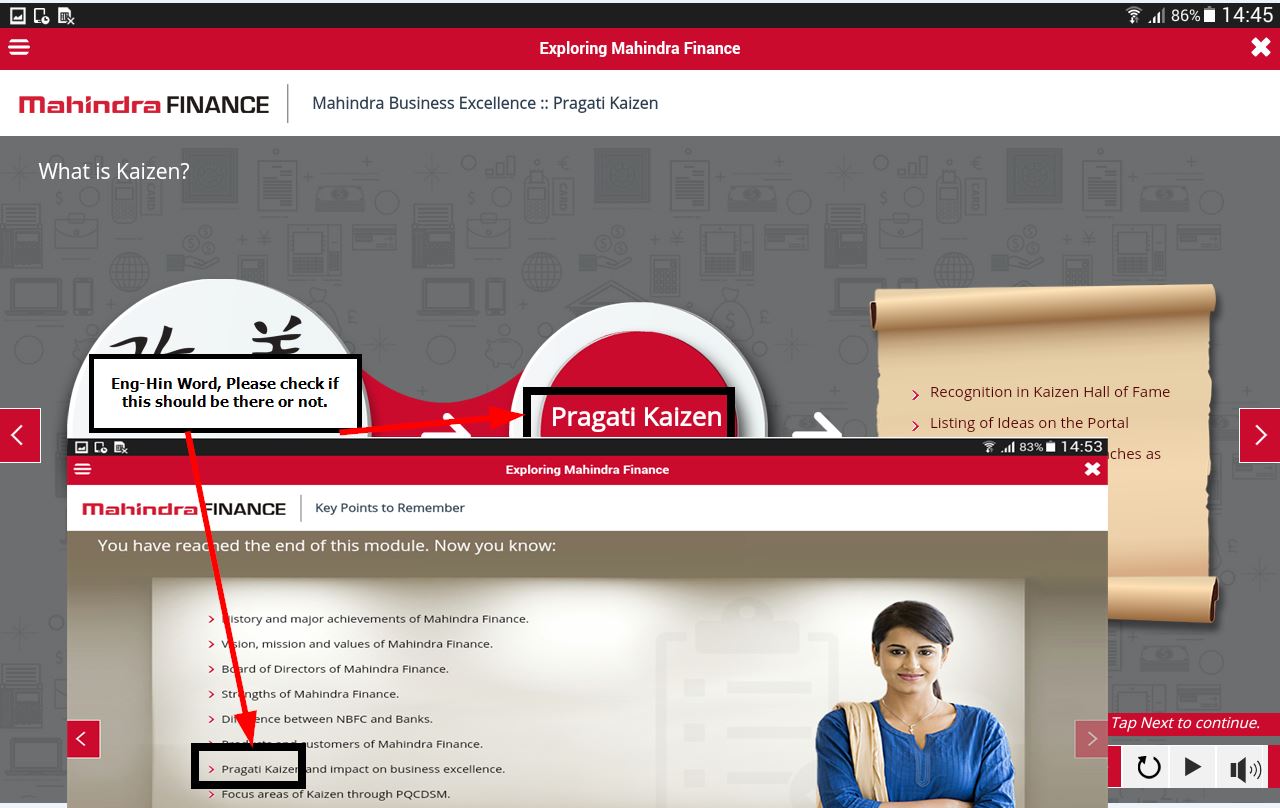 86% 14:45
Exploring Mahindra Finance
Mahindra FINANCE
Mahindra Business Excellence :: Pragati Kaizen
What is Kaizen?
Eng-Hin Word, Please check if
this should be there or not.
Pragati Kaizen
Recognition in Kaizen Hall of Fame
Listing of Ideas on the Portal
as
83% 14:53
Exploring Mahindra Finance
Mahindra FINANCE
Key Points to Remember
You have reached the end of this module. Now you know:
History and major achievements of Mahindra Finance.
Vision, mission and values of Mahindra Finance.
Board of Directors of Mahindra Finance.
Strengths of Mahindra Finance.
Difference between NBFC and Banks.
Products and customers of Mahindra Finance.
Pragati Kaizen and impact on business excellence.
Focus areas of Kaizen through PQCDSM.
Tap Next to continue.